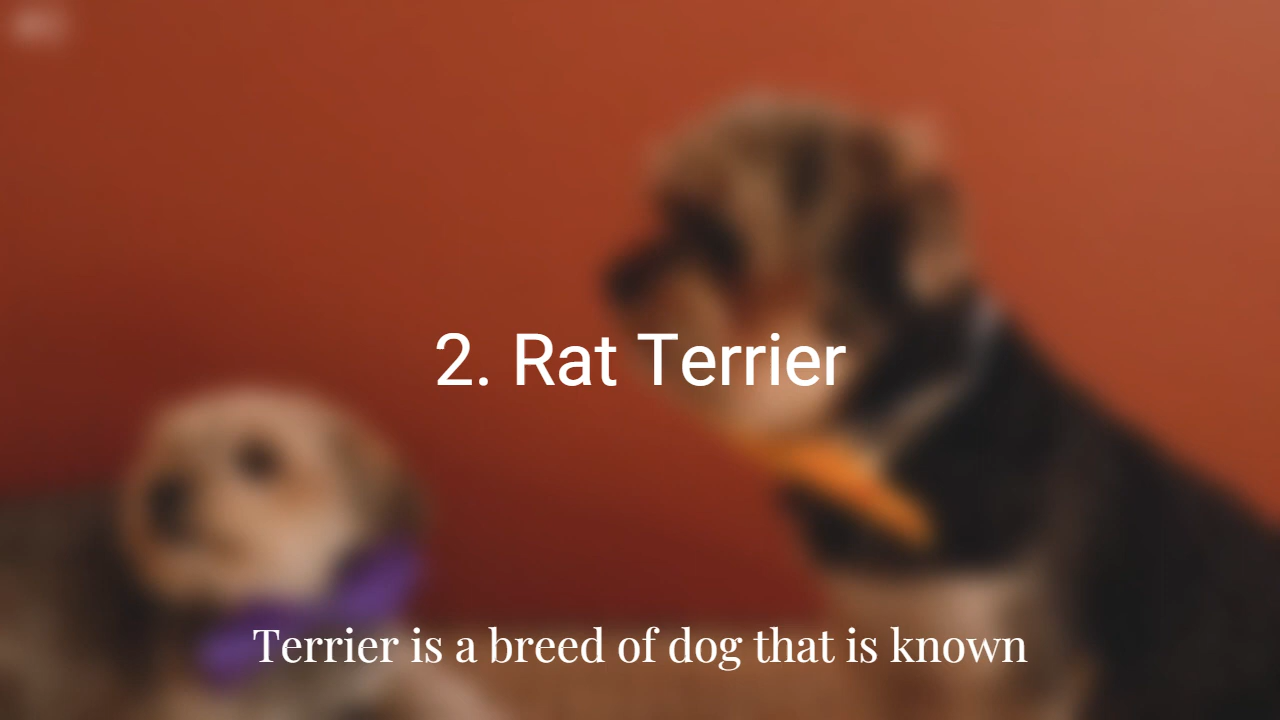 2. Rat Terrier
Terrier is a breed of dog that is known